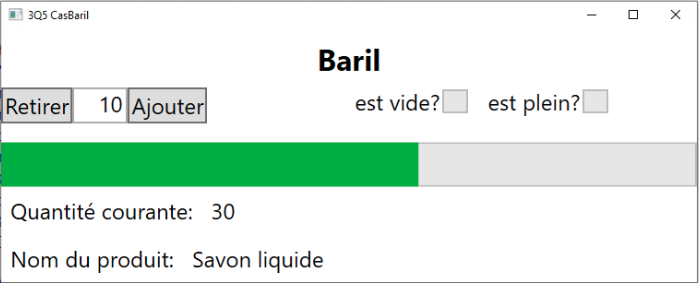 3Q5 CasBaril
Baril
Retirer 10 Ajouter est vide? est plein?
Quantité courante: 30
Nom du produit: Savon liquide